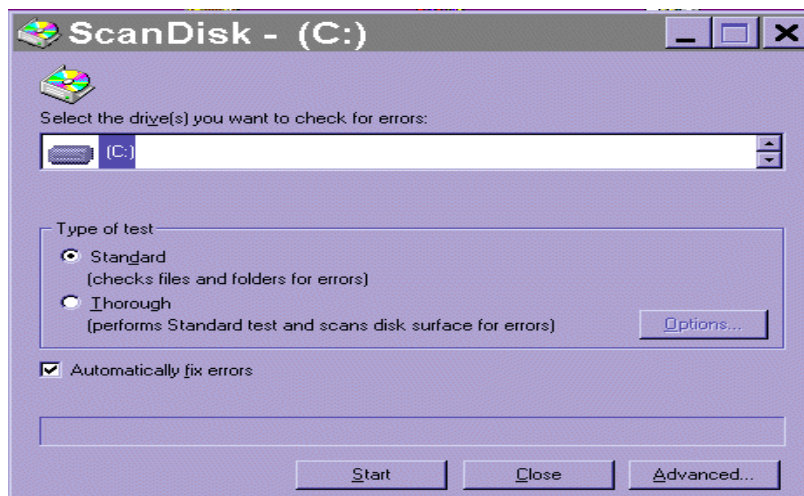 ScanDisk - (C:)
Select the drive(s) you want to check for errors:
(C:)
Type of test
Standard
(checks files and folders for errors)
Thorough
(performs Standard test and scans disk surface for errors)
Options...
Automatically fix errors
Start Close Advanced...